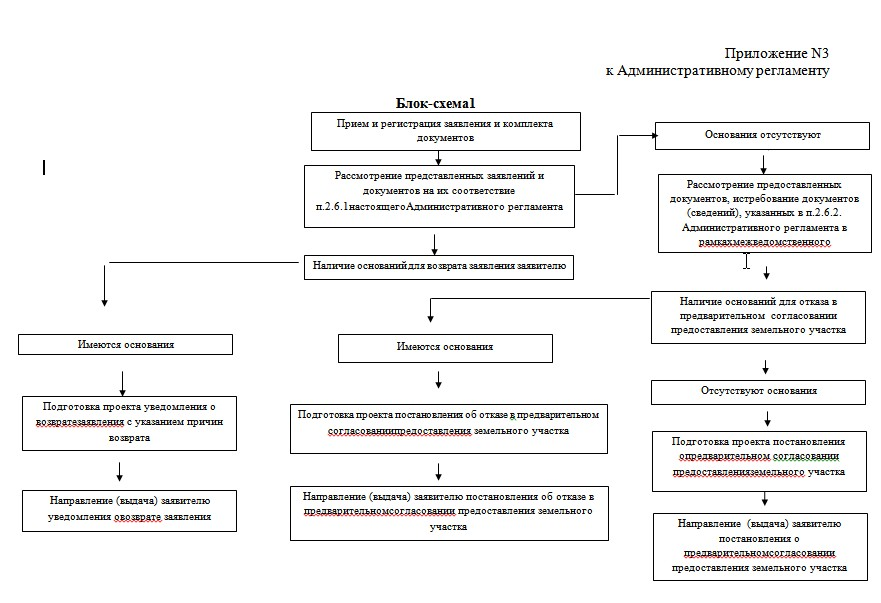 Приложение N3
к Административному регламенту
Блок-схема1
Прием и регистрация заявления и комплекта
документов
Рассмотрение представленных заявлений и
документов на их соответствие
п.2.6.1настоящегоАдминистративного регламента
Наличие оснований для возврата заявления заявителю
Имеются основания
Подготовка проекта уведомления о
возвратезаявления с указанием причин
возврата
Направление (выдача) заявителю
уведомления овозврате заявления
Имеются основания
Подготовка проекта постановления об отказе в предварительном
согласованиипредоставления земельного участка
Направление (выдача) заявителю постановления об отказе в
предварительномсогласовании предоставления земельного
участка
Основания отсутствуют
Рассмотрение предоставленных
документов, истребование документов
(сведений), указанных в п.2.6.2.
Административного регламента в
рамкахмежведомственного
Наличие оснований для отказа в
предварительном согласовании
предоставления земельного участка
Отсутствуют основания
Подготовка проекта постановления
опредварительном согласовании
предоставленияземельного участка
Направление (выдача) заявителю
постановления о
предварительномсогласовании
предоставления земельного участка